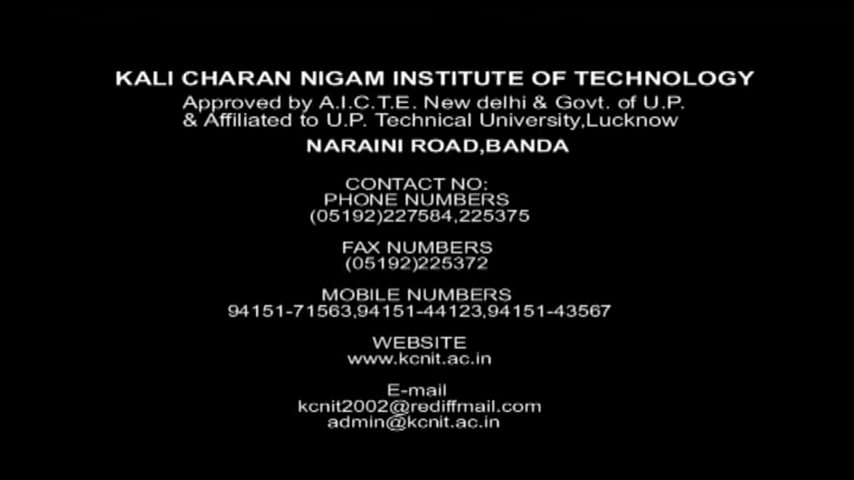 KALI CHARAN NIGAM INSTITUTE OF TECHNOLOGY
Approved by A.I.C.T.E. New delhi & Govt. of U.P.
& Affiliated to U.P. Technical University,Lucknow
NARAINI ROAD,BANDA
CONTACT NO:
PHONE NUMBERS
(05192)227584,225375
FAX NUMBERS
(05192)225372
MOBILE NUMBERS
94151-71563,94151-44123,94151-43567
WEBSITE
www.kcnit.ac.in
E-mail
kcnit2002@rediffmail.com
admin@kcnit.ac.in